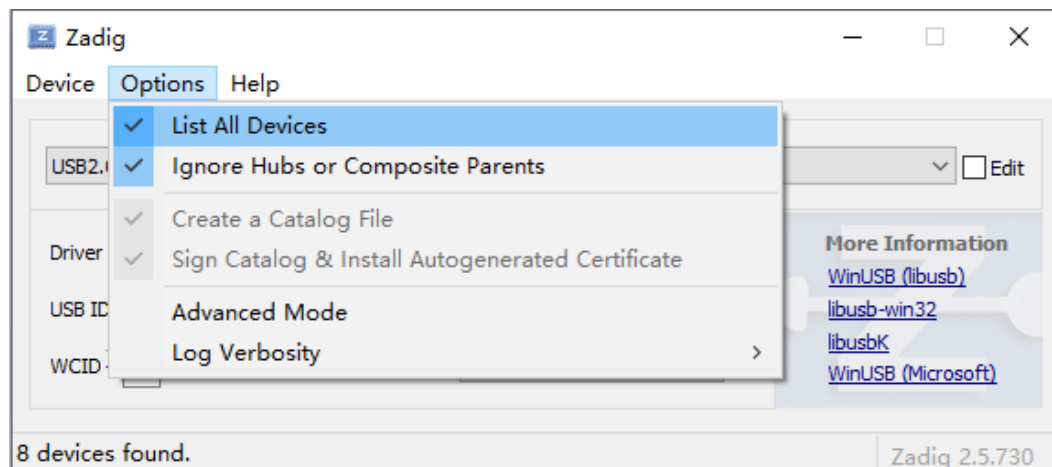 Zadig
Device Options Help
List All Devices
USB2. Ignore Hubs or Composite Parents Edit
Create a Catalog File
Driver Sign Catalog & Install Autogenerated Certificate
More Information
WinUSB (libusb)
USB ID Advanced Mode libusb-win32
Log Verbosity libusbK
WCID WinUSB (Microsoft)
8 devices found. Zadig 2.5.730